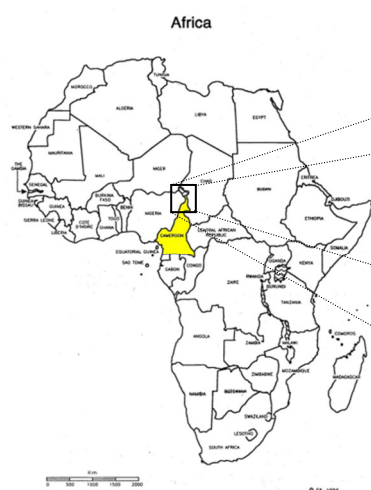 Africa
TUNISIA
MOROCCO
ALGERIA
LIBYA
EGYPT
WESTERN SAHARA
MAURITANIA
MALI
NIGER
CHAD
SUDAN
ERITREA
THE
GAMBIA
SENEGAL
GUINEA
BISSAU
GUINEA
BURKINA
FASO
BENIN
NIGERIA
DJIBOUTI
ETHIOPIA
SIERRA LEONE
LIBERIA
COTE
D'IVOIRE
GHANA
TOGO
CAMEROON
CENTRAL AFRICAN
REPUBLIC
SOMALIA
EQUATORIAL GUINEA
SAO TOME
GABON
CONGO
ZAIRE
UGANDA
KENYA
RWANDA
BURUNDI
TANZANIA
COMOROS
ANGOLA
ZAMBIA
MALAWI
MOZAMBIQUE
ZIMBABWE
MADAGASCAR
NAMIBIA
BOTSWANA
SWAZILAND
LESOTHO
SOUTH AFRICA
Km
0 500 1000 1500 2000